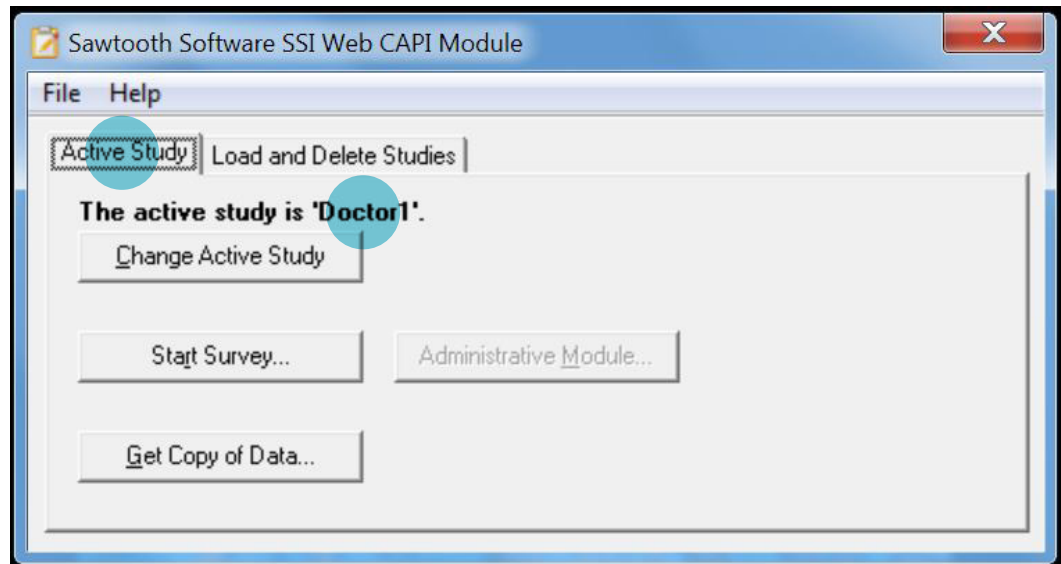 Sawtooth Software SSI Web CAPI Module
File Help
Active Study Load and Delete Studies
The active study is 'Doctor1'.
Change Active Study
Start Survey... Administrative Module...
Get Copy of Data...